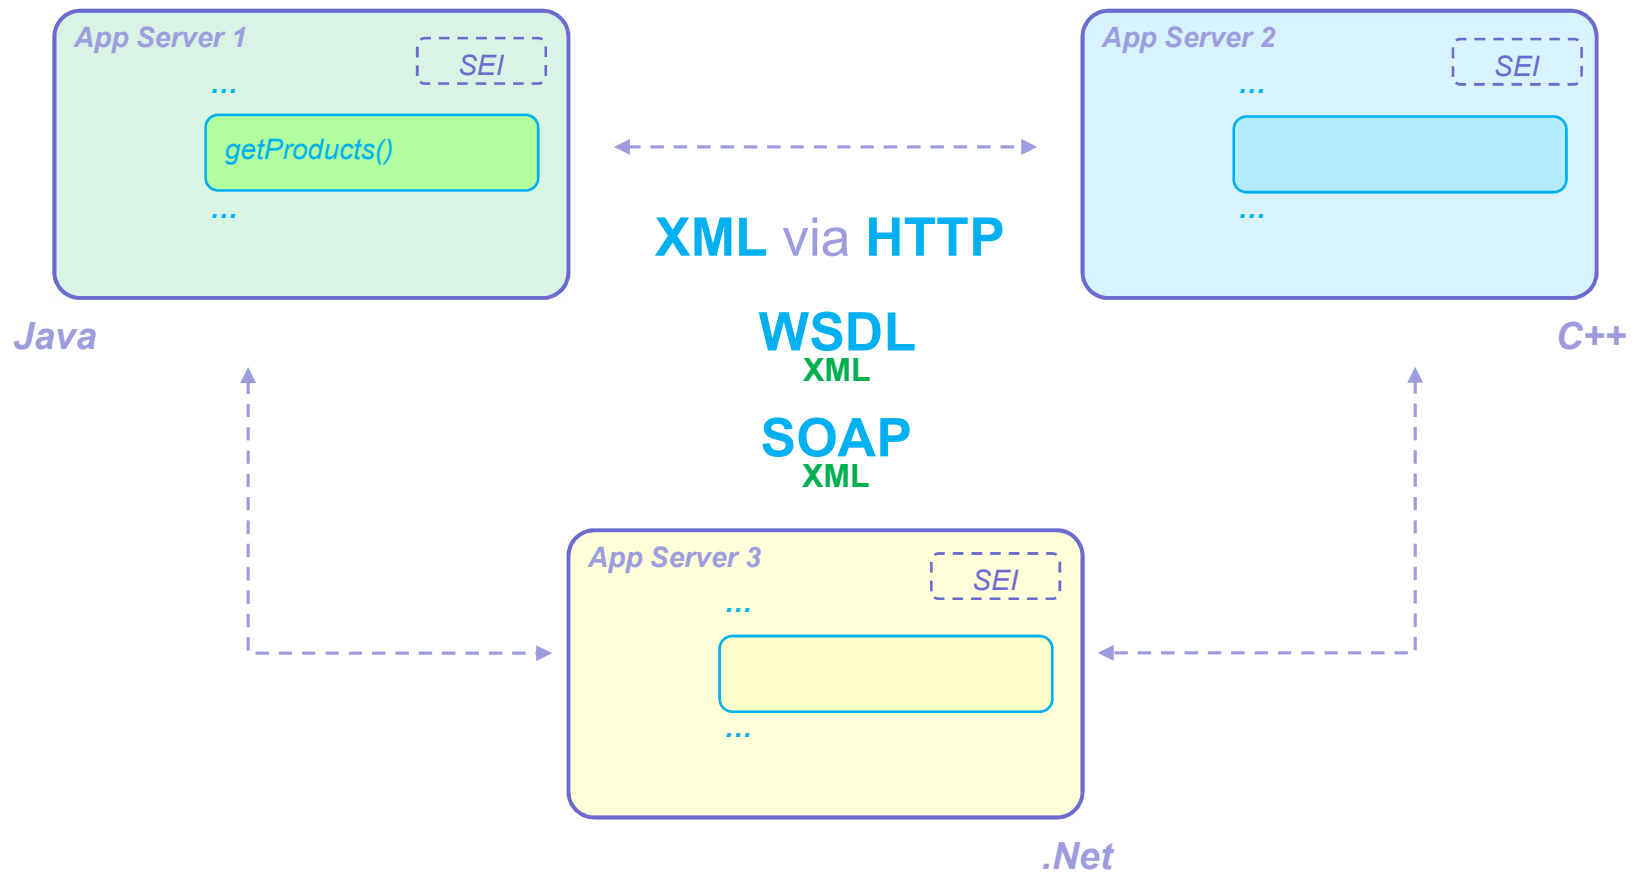 App Server 1
SEI
...
getProducts()
...
Java
App Server 2
SEI
...
...
C++
XML via HTTP
WSDL
XML
SOAP
XML
App Server 3
SEI
...
...
.Net